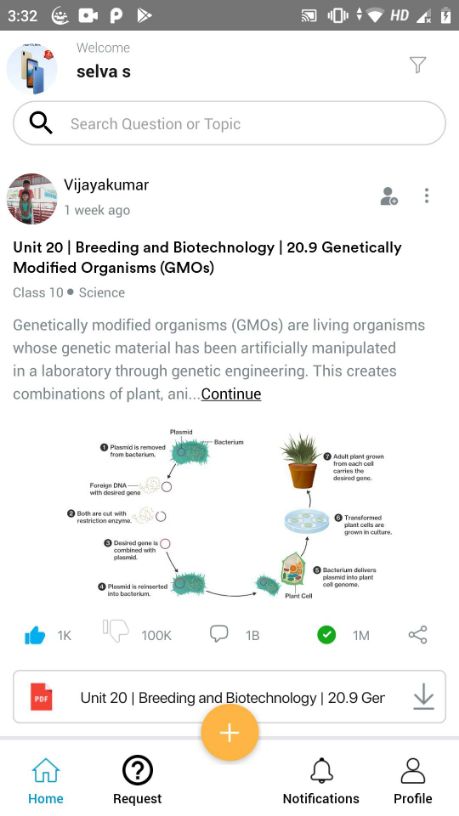 3:32
HD
Welcome
selva s
Search Question or Topic
Vijayakumar
1 week ago
Unit 20 | Breeding and Biotechnology | 20.9 Genetically
Modified Organisms (GMOs)
Class 10 • Science
Genetically modified organisms (GMOs) are living organisms
whose genetic material has been artificially manipulated
in a laboratory through genetic engineering. This creates
combinations of plant, ani...Continue
Plasmid
Bacterium
1 Plasmid is removed
from bacterium.
Foreign DNA
with desired gene
2 Both are cut with
restriction enzyme.
3 Desired gene is
combined with
plasmid.
4 Plasmid is reinserted
into bacterium.
7 Adult plant grown
from each cell
carries the
desired gene.
6 Transformed
plant cells are
grown in culture.
5 Bacterium delivers
plasmid into plant
cell genome.
Plant Cell
1K
100K
1B
1M
PDF
Unit 20 | Breeding and Biotechnology | 20.9 Ger
+
Home
Request
Notifications
Profile